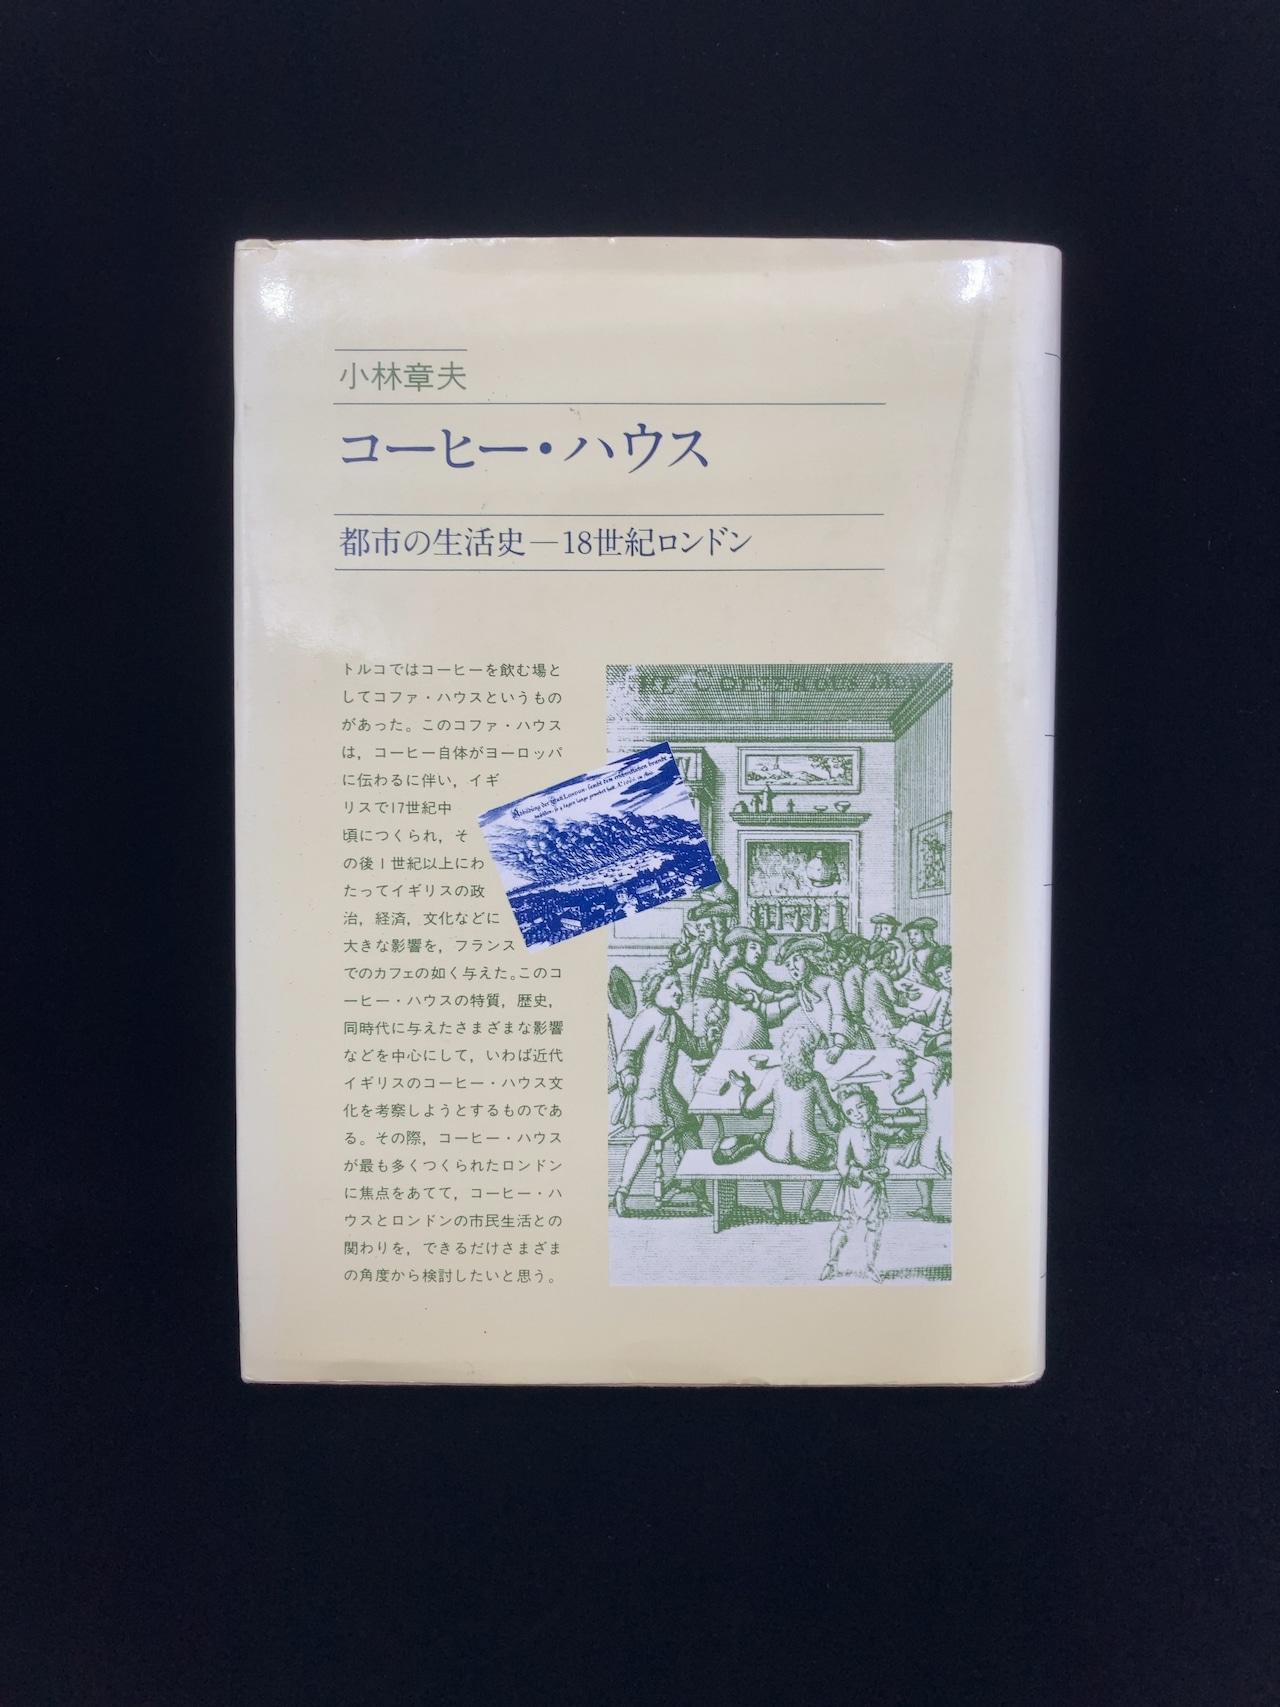 小林章夫
コーヒー・ハウス
都市の生活史—18世紀ロンドン
トルコではコーヒーを飲む場と
してコファ・ハウスというもの
があった。このコファ・ハウス
は，コーヒー自体がヨーロッパ
に伝わるに伴い，イギ
リスで17世紀中
頃につくられ，そ
の後1世紀以上にわ
たってイギリスの政
治，経済，文化などに
大きな影響を，フランス
でのカフェの如く与えた。このコ
ーヒー・ハウスの特質，歴史，
同時代に与えたさまざまな影響
などを中心にして，いわば近代
イギリスのコーヒー・ハウス文
化を考察しようとするものであ
る。その際，コーヒー・ハウス
が最も多くつくられたロンドン
に焦点をあてて，コーヒー・ハ
ウスとロンドンの市民生活との
関わりを，できるだけさまざま
の角度から検討したいと思う。
Abbildung der Statt London, sambt dem erschröcklichen brandt